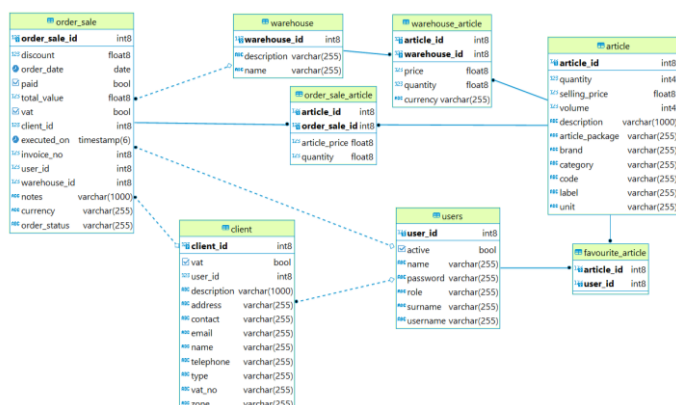 order_sale
order_sale_id int8
discount float8
order_date date
paid bool
total_value float8
vat bool
client_id int8
executed_on timestamp(6)
invoice_no int8
user_id int8
warehouse_id int8
notes varchar(1000)
currency varchar(255)
order_status varchar(255)
warehouse
warehouse_id int8
description varchar(255)
name varchar(255)
warehouse_article
article_id int8
warehouse_id int8
price float8
quantity float8
currency varchar(255)
order_sale_article
article_id int8
order_sale_id int8
article_price float8
quantity float8
article
article_id int8
quantity int4
selling_price float8
volume int4
description varchar(1000)
article_package varchar(255)
brand varchar(255)
category varchar(255)
code varchar(255)
label varchar(255)
unit varchar(255)
client
client_id int8
vat bool
user_id int8
description varchar(1000)
address varchar(255)
contact varchar(255)
email varchar(255)
name varchar(255)
telephone varchar(255)
type varchar(255)
vat_no varchar(255)
zone varchar(255)
users
user_id int8
active bool
name varchar(255)
password varchar(255)
role varchar(255)
surname varchar(255)
username varchar(255)
favourite_article
article_id int8
user_id int8